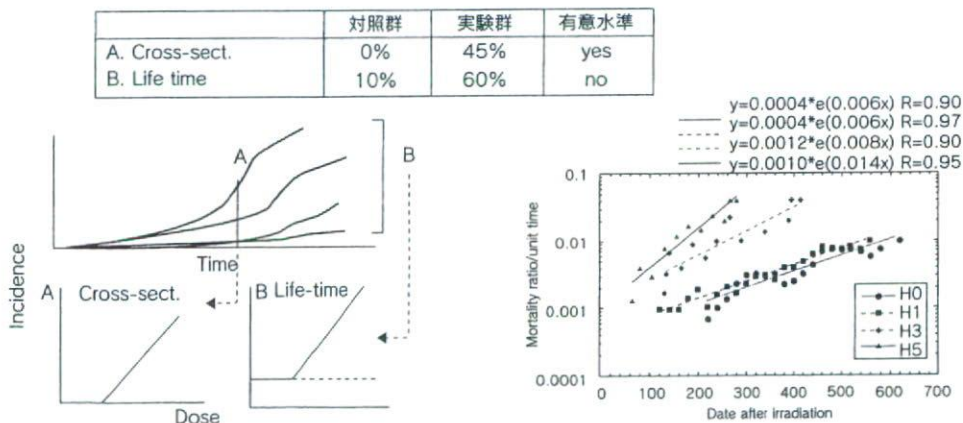 対照群 実験群 有意水準
A. Cross-sect. 0% 45% yes
B. Life time 10% 60% no
A
B
Time
Incidence
A Cross-sect.
B Life-time
Dose
y=0.0004*e(0.006x) R=0.90
y=0.0004*e(0.006x) R=0.97
y=0.0012*e(0.008x) R=0.90
y=0.0010*e(0.014x) R=0.95
Mortality ratio/unit time
0.1
0.01
0.001
0.0001
H0
H1
H3
H5
0 100 200 300 400 500 600 700
Date after irradiation